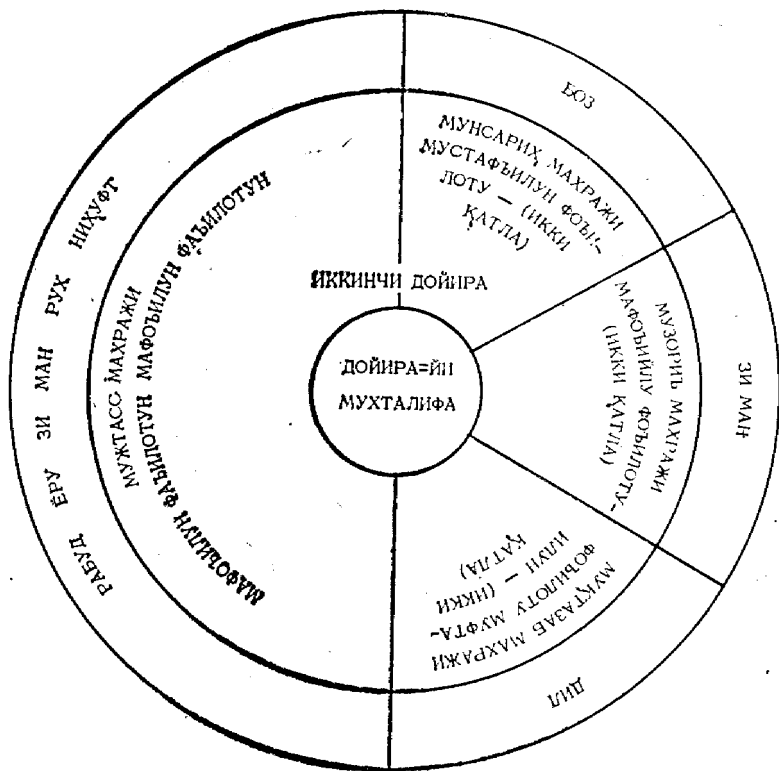 БОЗ
МУНСАРИҲ МАХРАЖИ
МУСТАФЪИЛУН ФОЪИ-
ЛОТУ — (ИККИ
ҚАТЛА)
ЗИ МАН
МУЗОРИЪ МАХРАЖИ
МАФОЪИЙЛУ ФОЪИЛОТУ-
(ИККИ ҚАТЛА)
ДИЛ
МУҚТАЗАБ МАХРАЖИ
ФОЪИЛОТУ МУФТА-
ИЛУН — (ИККИ
ҚАТЛА)
РАБУД ЁРУ ЗИ МАН РУХ НИҲУФТ
МУЖТАСС МАХРАЖИ
МАФОЪИЛУН ФАЪИЛОТУН МАФОЪИЛУН ФАЪИЛОТУН
ИККИНЧИ ДОЙИРА
ДОЙИРА=ЙИ
МУХТАЛИФА